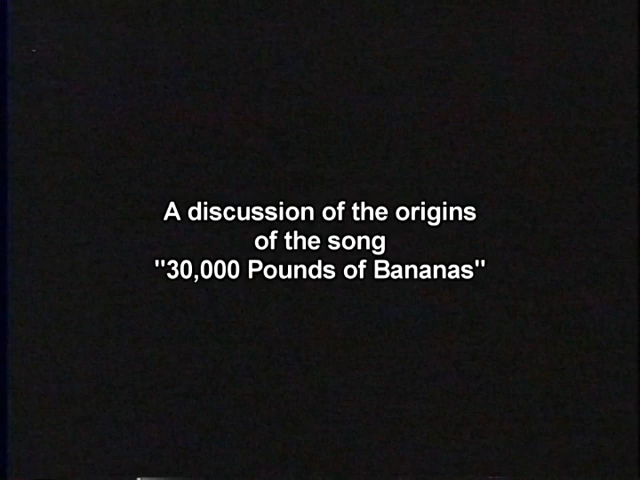 A discussion of the origins
of the song
"30,000 Pounds of Bananas"